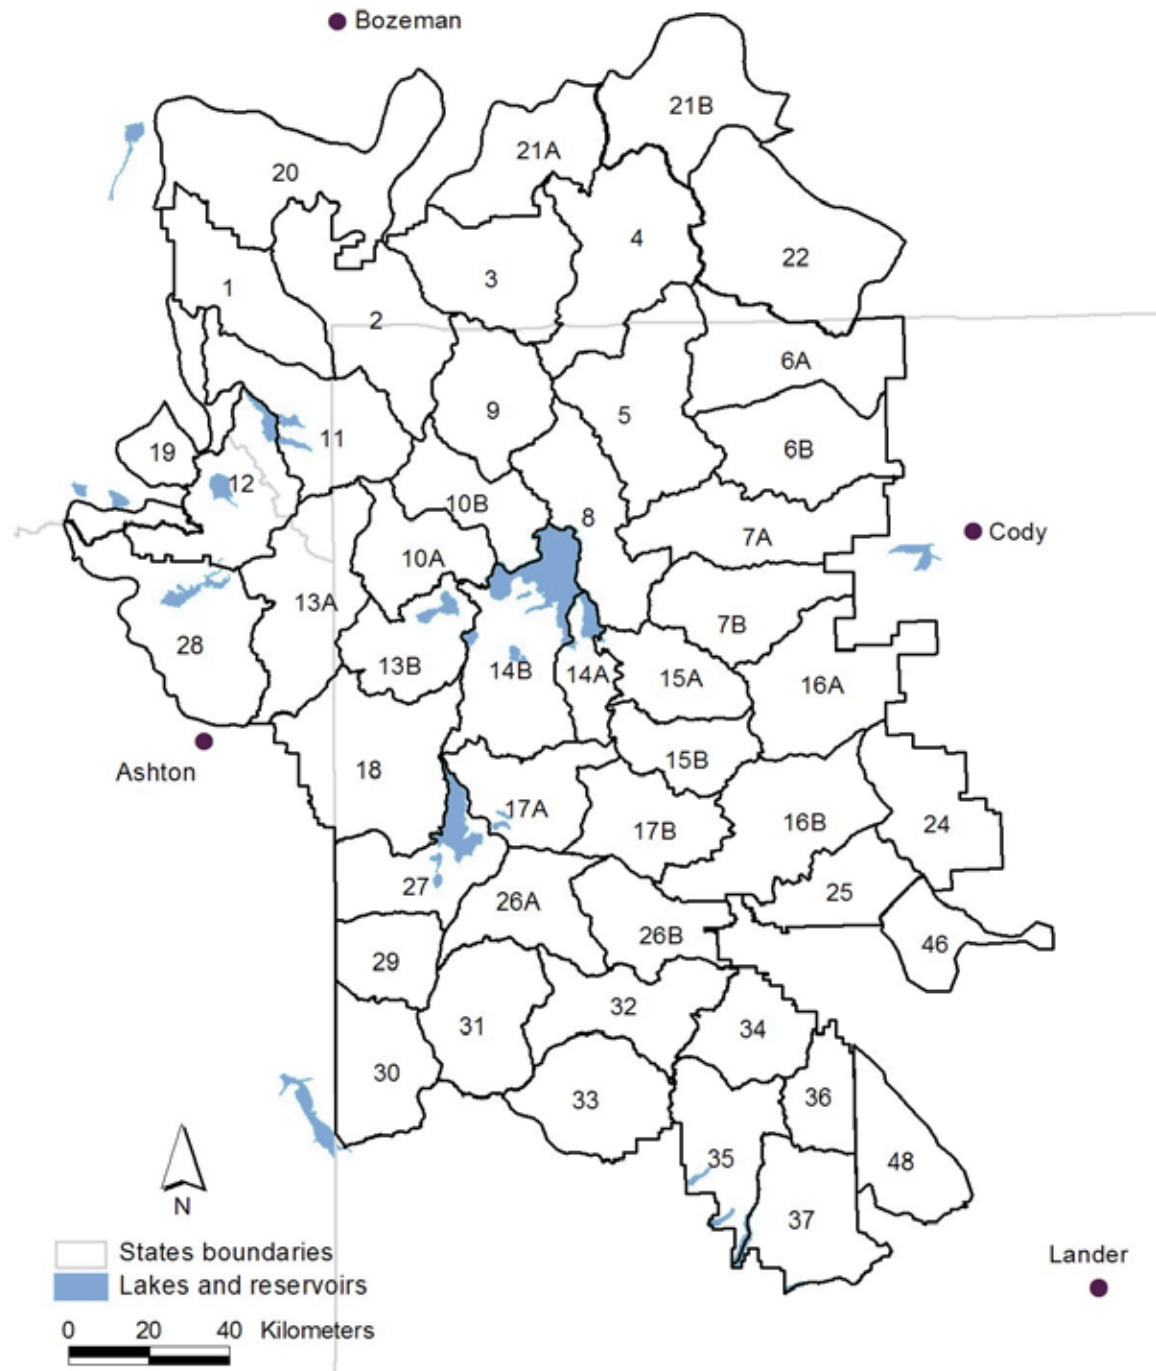 Bozeman
21B
21A
20
4
22
3
1
2
6A
9
5
11
6B
19
12
10B
8
7A
Cody
10A
13A
7B
28
13B
14B
14A
15A
16A
Ashton
18
15B
17A
17B
16B
24
27
26A
25
26B
46
29
32
31
34
30
33
36
35
48
37
N
States boundaries
Lakes and reservoirs
Lander
0 20 40 Kilometers